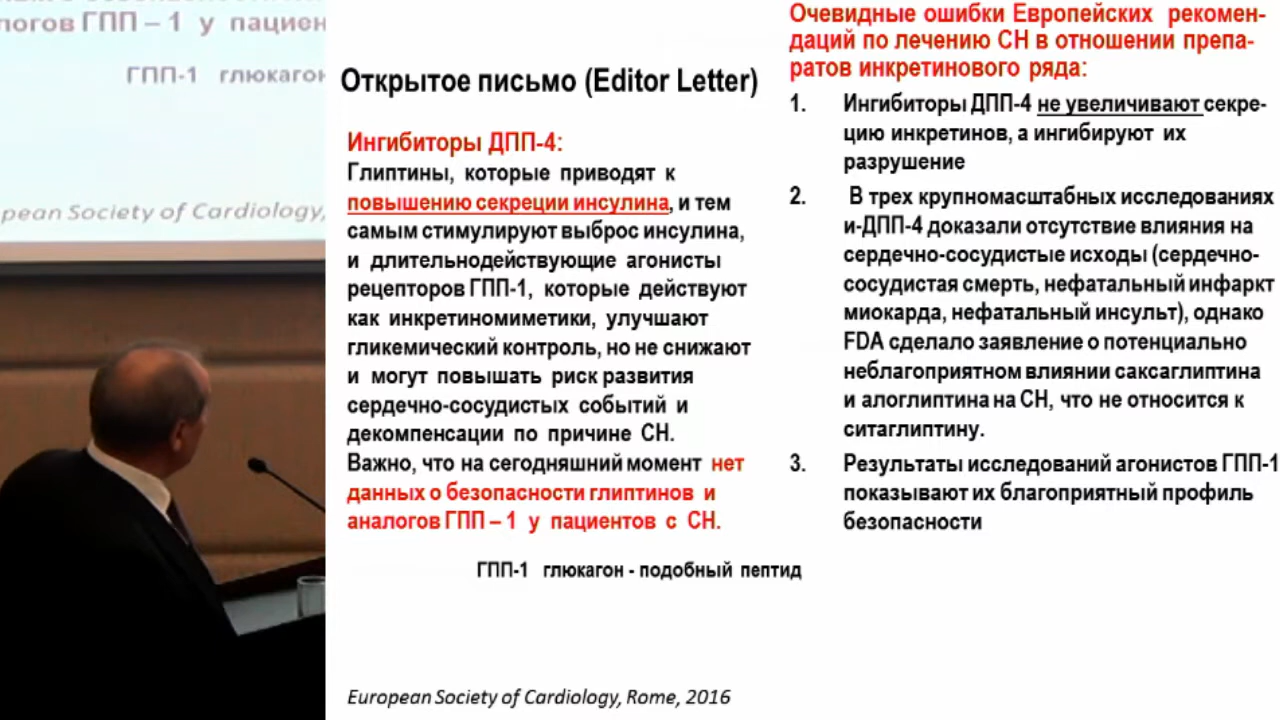 логов ГПП – 1 у пациен
ГПП-1 глюкагон
pean Society of Cardiology,
Открытое письмо (Editor Letter)
Ингибиторы ДПП-4:
Глиптины, которые приводят к
повышению секреции инсулина, и тем
самым стимулируют выброс инсулина,
и длительнодействующие агонисты
рецепторов ГПП-1, которые действуют
как инкретиномиметики, улучшают
гликемический контроль, но не снижают
и могут повышать риск развития
сердечно-сосудистых событий и
декомпенсации по причине СН.
Важно, что на сегодняшний момент нет
данных о безопасности глиптинов и
аналогов ГПП – 1 у пациентов с СН.
ГПП-1 глюкагон - подобный пептид
European Society of Cardiology, Rome, 2016
Очевидные ошибки Европейских рекомен-
даций по лечению СН в отношении препа-
ратов инкретинового ряда:
1. Ингибиторы ДПП-4 не увеличивают секре-
цию инкретинов, а ингибируют их
разрушение
2. В трех крупномасштабных исследованиях
и-ДПП-4 доказали отсутствие влияния на
сердечно-сосудистые исходы (сердечно-
сосудистая смерть, нефатальный инфаркт
миокарда, нефатальный инсульт), однако
FDA сделало заявление о потенциально
неблагоприятном влиянии саксаглиптина
и алоглиптина на СН, что не относится к
ситаглиптину.
3. Результаты исследований агонистов ГПП-1
показывают их благоприятный профиль
безопасности